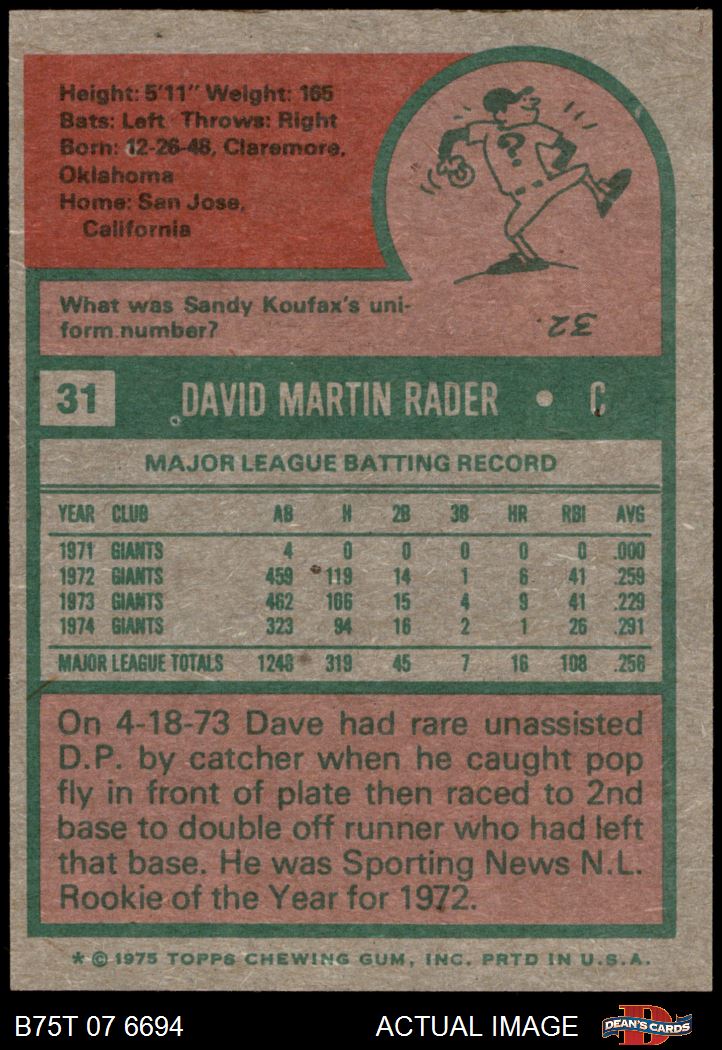 Height: 5'11" Weight: 165
Bats: Left Throws: Right
Born: 12-26-48, Claremore,
Oklahoma
Home: San Jose,
California
?
What was Sandy Koufax's uni-
form number?
32.
31 DAVID MARTIN RADER • C
MAJOR LEAGUE BATTING RECORD
YEAR CLUB AB H 2B 3B HR RBI AVG
1971 GIANTS 4 0 0 0 0 0 .000
1972 GIANTS 459 119 14 1 6 41 .259
1973 GIANTS 462 106 15 4 9 41 .229
1974 GIANTS 323 94 16 2 1 26 .291
MAJOR LEAGUE TOTALS 1248 319 45 7 16 108 .256
On 4-18-73 Dave had rare unassisted
D.P. by catcher when he caught pop
fly in front of plate then raced to 2nd
base to double off runner who had left
that base. He was Sporting News N.L.
Rookie of the Year for 1972.
* © 1975 TOPPS CHEWING GUM, INC. PRTD IN U.S.A.
B75T 07 6694 ACTUAL IMAGE
D
DEAN'S CARDS